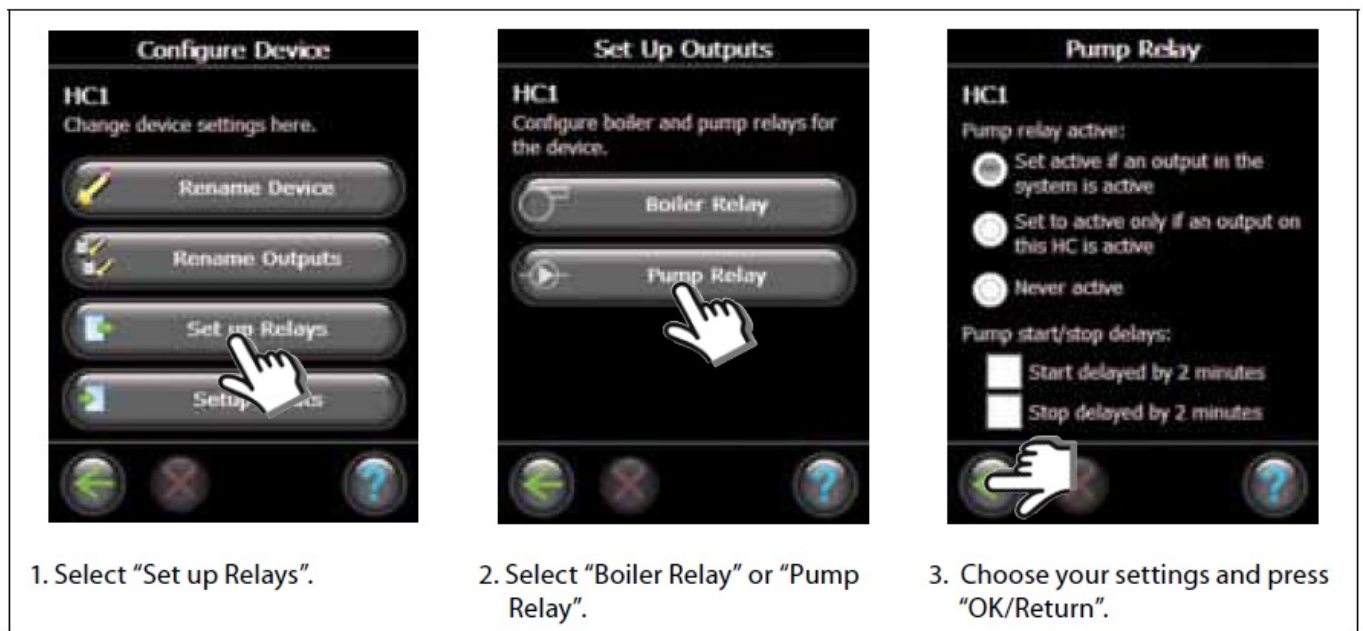 Configure Device
HC1
Change device settings here.
Rename Device
Rename Outputs
Set up Relays
Setup
Set Up Outputs
HC1
Configure boiler and pump relays for
the device.
Boiler Relay
Pump Relay
Pump Relay
HC1
Pump relay active:
Set active if an output in the
system is active
Set to active only if an output on
this HC is active
Never active
Pump start/stop delays:
Start delayed by 2 minutes
Stop delayed by 2 minutes
1. Select “Set up Relays”.
2. Select “Boiler Relay” or “Pump
Relay”.
3. Choose your settings and press
“OK/Return”.